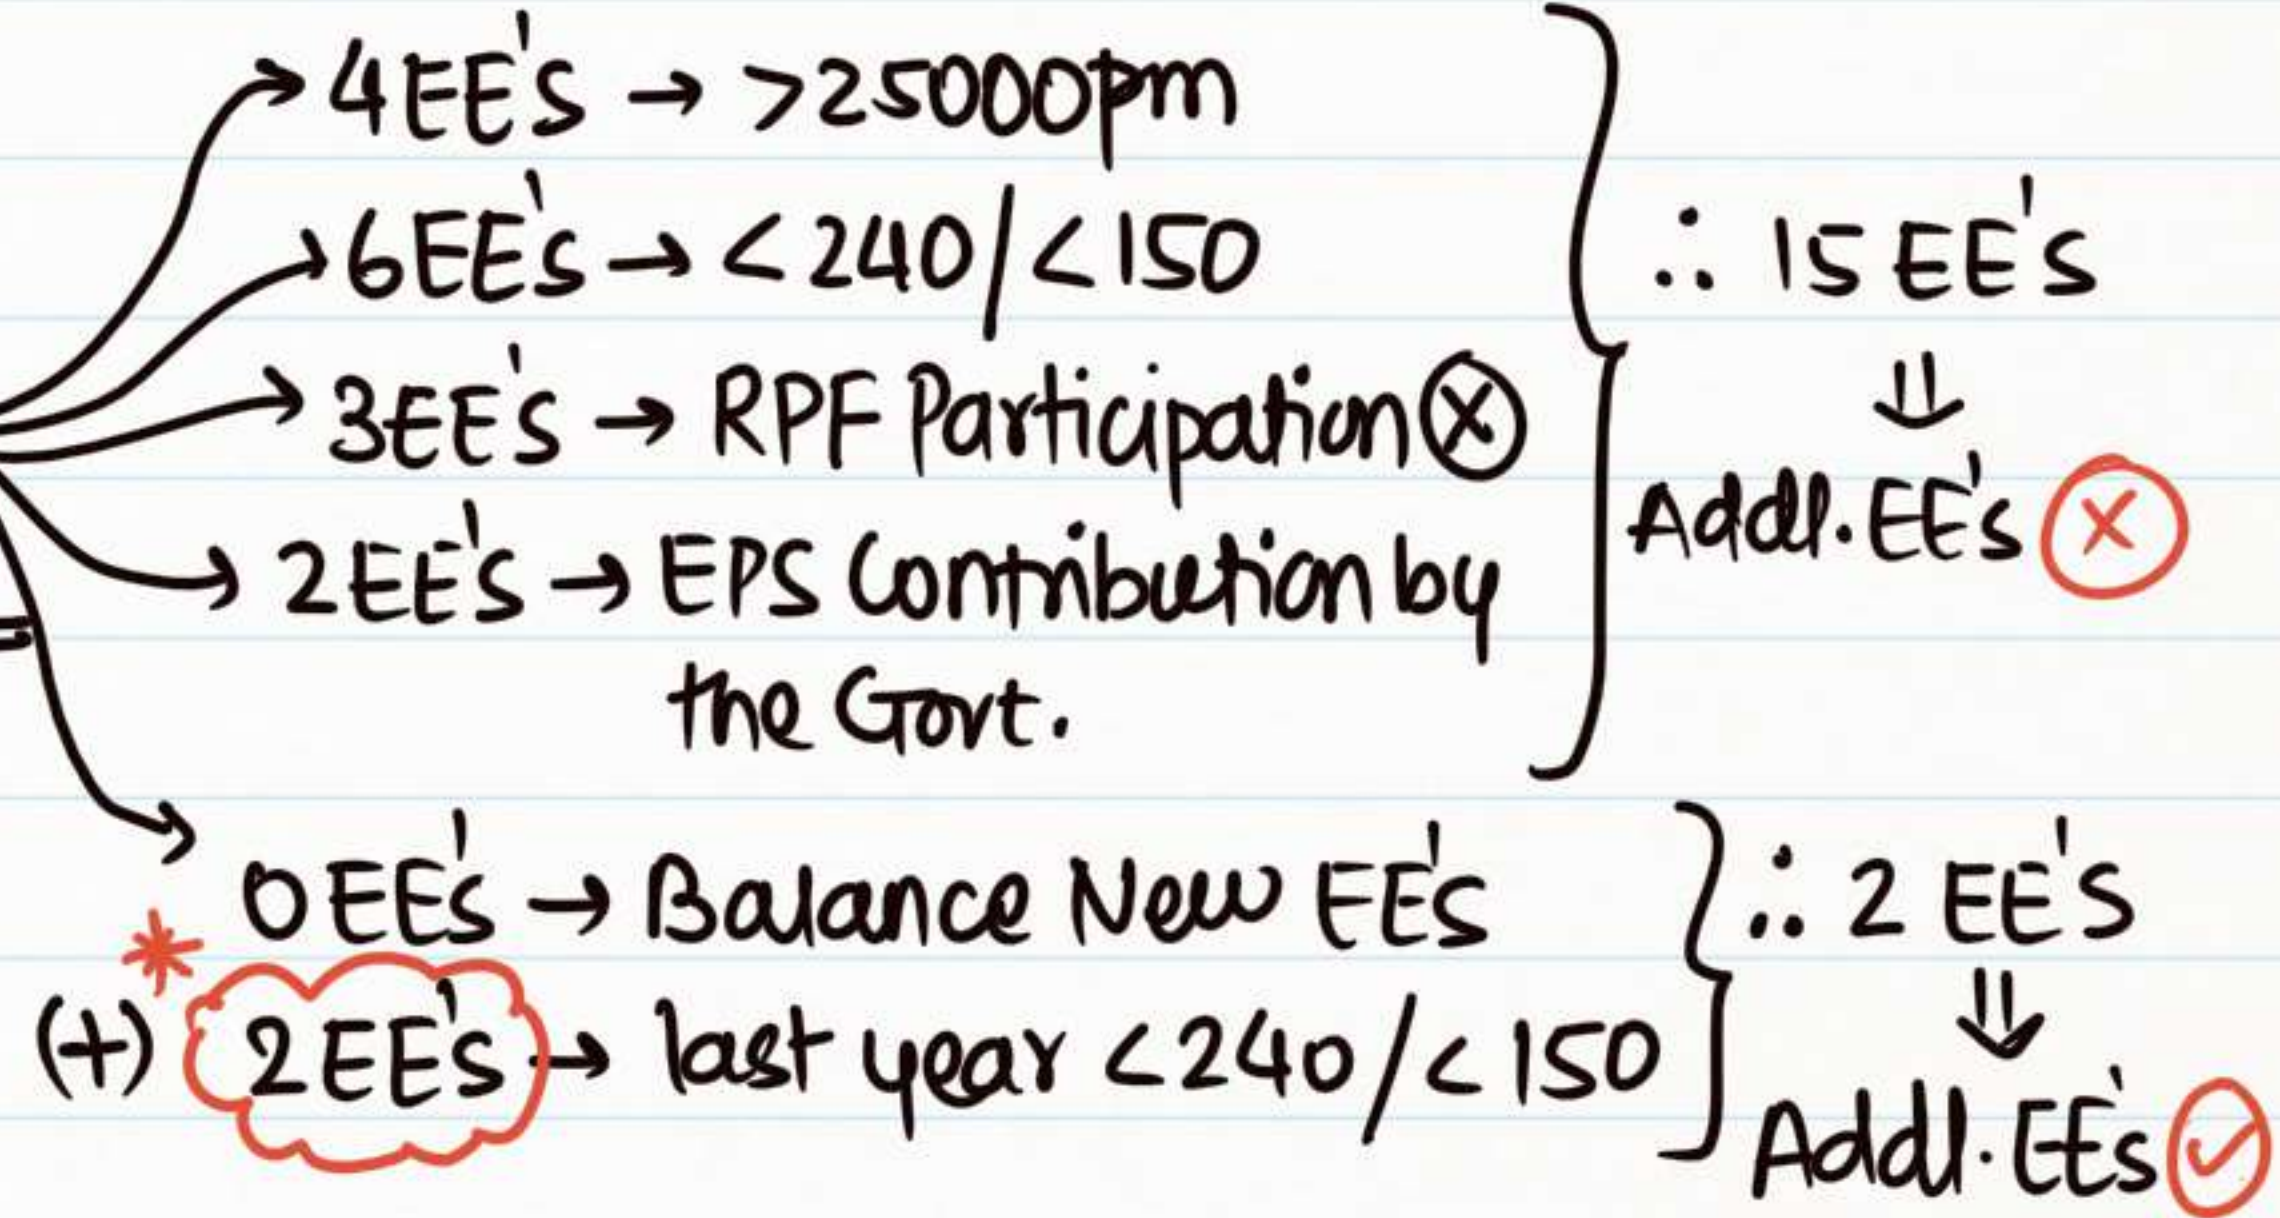 4EE's → >25000pm
6EE's → <240/<150
∴ 15 EE's
3EE's → RPF Participation ⓧ
⇓
Addl. EE's ⓧ
2EE's → EPS Contribution by
the Govt.
0EE's → Balance New EE's
∴ 2 EE's
⇓
* (+) 2EE's → last year <240/<150
Addl. EE's ✓